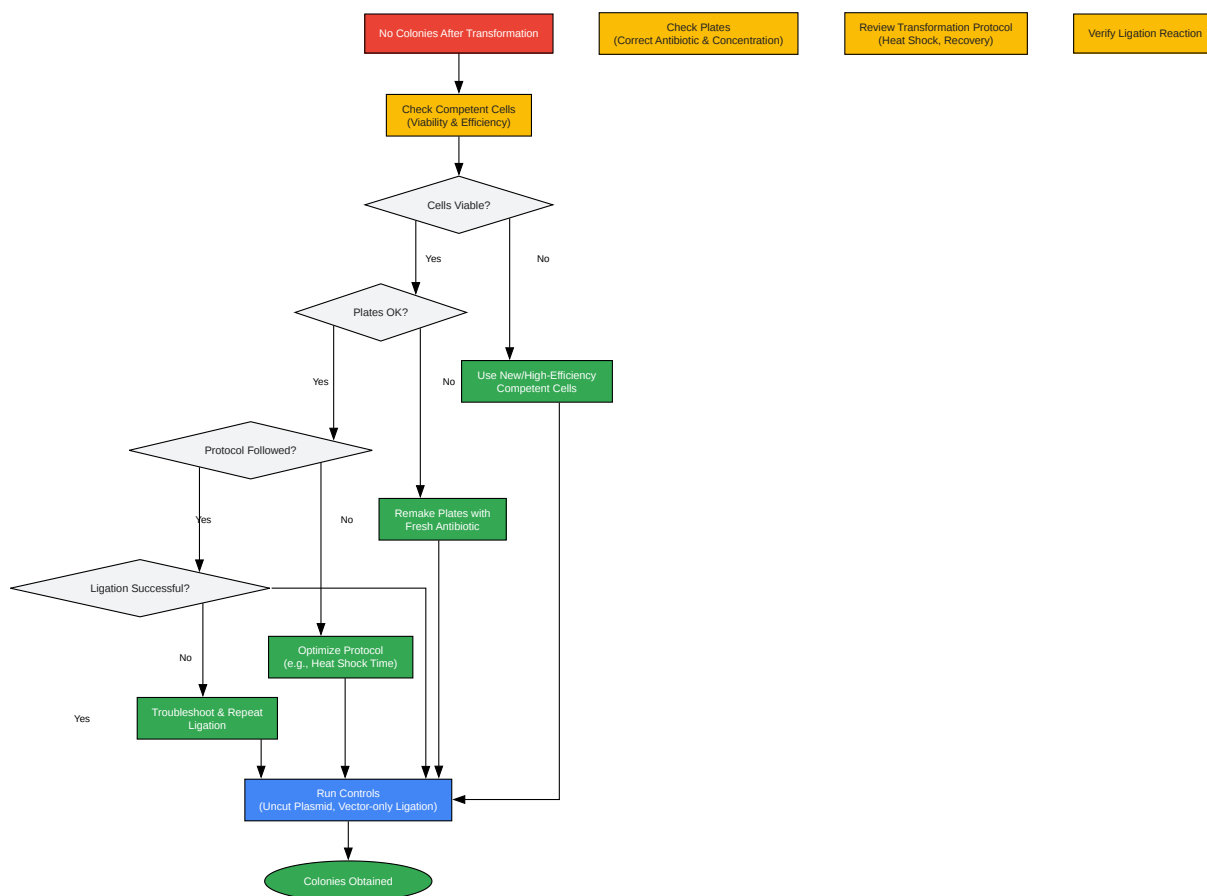 No Colonies After Transformation
Check Plates
(Correct Antibiotic & Concentration)
Review Transformation Protocol
(Heat Shock, Recovery)
Verify Ligation Reaction
Check Competent Cells
(Viability & Efficiency)
Cells Viable?
Yes
No
Plates OK?
Yes
No
Use New/High-Efficiency
Competent Cells
Protocol Followed?
Yes
No
Remake Plates with
Fresh Antibiotic
Ligation Successful?
No
Optimize Protocol
(e.g., Heat Shock Time)
Yes
Troubleshoot & Repeat
Ligation
Run Controls
(Uncut Plasmid, Vector-only Ligation)
Colonies Obtained